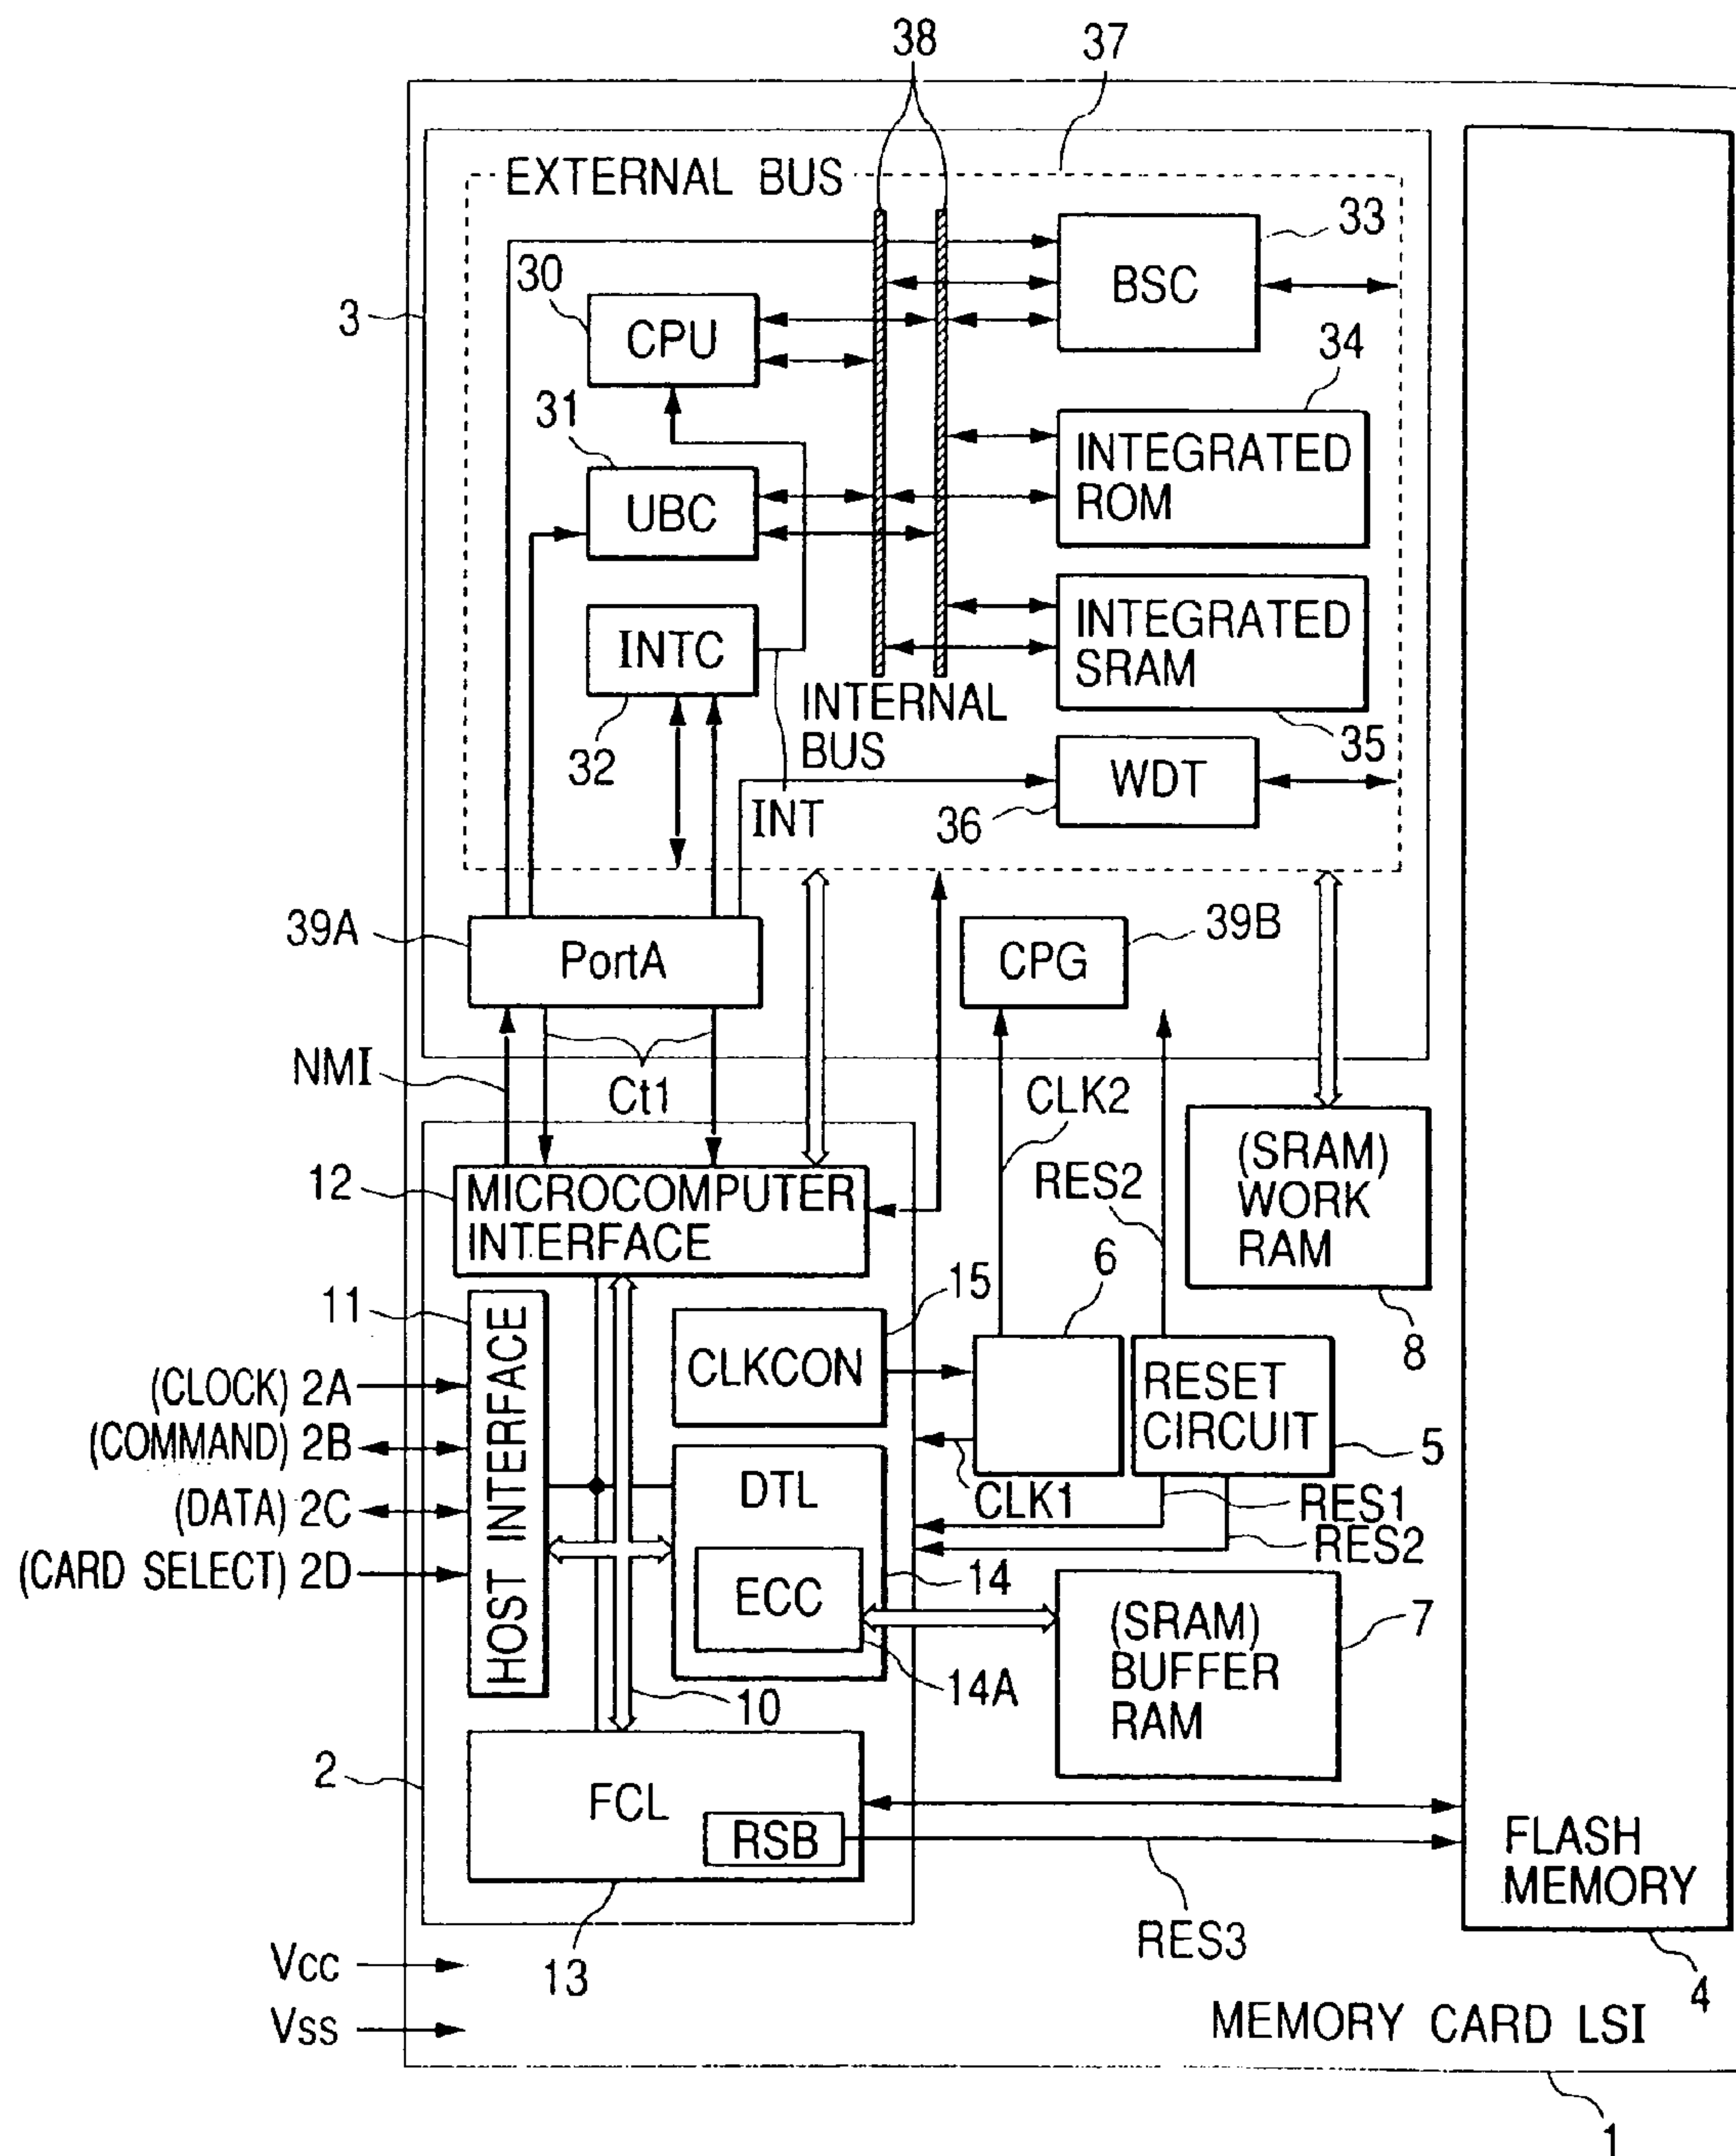 38
37
EXTERNAL BUS
33
BSC
30
CPU
3
34
31
INTEGRATED
ROM
UBC
INTC
INTEGRATED
SRAM
INTERNAL
BUS
32
35
WDT
36
INT
39A
PortA
39B
CPG
NMI
Ct1
CLK2
RES2
(SRAM)
WORK
RAM
12
MICROCOMPUTER
INTERFACE
6
15
11
HOST INTERFACE
8
CLKCON
RESET
CIRCUIT
5
(CLOCK) 2A
(COMMAND) 2B
(DATA) 2C
(CARD SELECT) 2D
DTL
CLK1
RES1
RES2
14
ECC
7
(SRAM)
BUFFER
RAM
14A
10
2
FCL
RSB
FLASH
MEMORY
RES3
Vcc
13
4
Vss
MEMORY CARD LSI
1